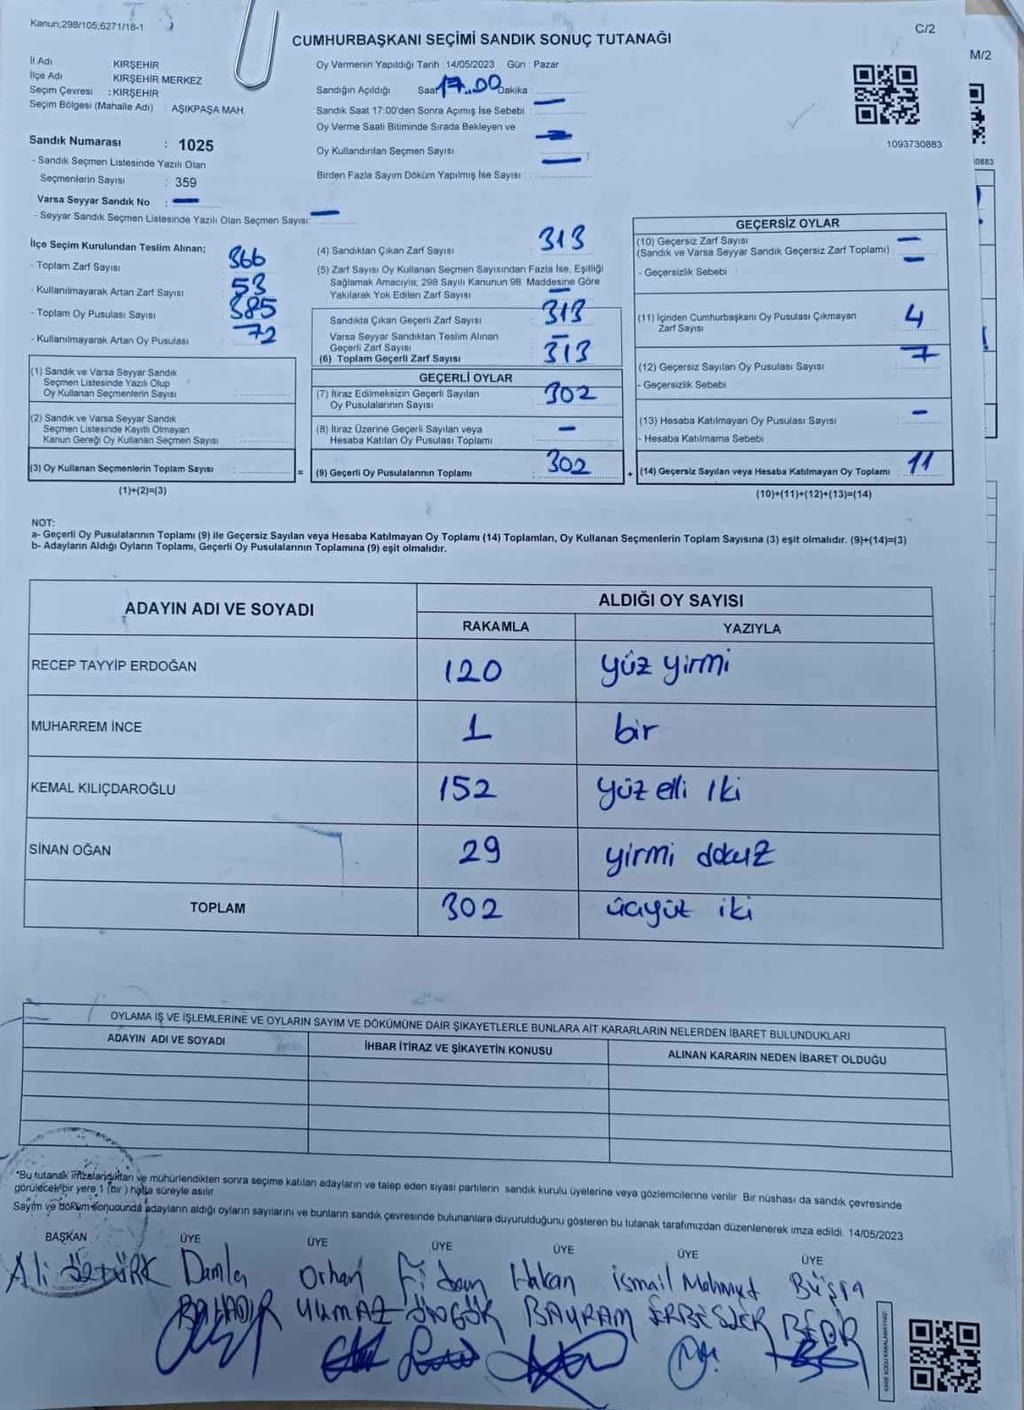 Kanun;298/105;6271/18-1
C/2
M/2
CUMHURBAŞKANI SEÇİMİ SANDIK SONUÇ TUTANAĞI
İl Adı : KIRŞEHİR
İlçe Adı : KIRŞEHİR MERKEZ
Seçim Çevresi : KIRŞEHİR
Seçim Bölgesi (Mahalle Adı) : AŞIKPAŞA MAH.
Oy Vermenin Yapıldığı Tarih :14/05/2023 Gün : Pazar
Sandığın Açıldığı Saat 17.00 Dakika :
Sandık Saat 17:00'den Sonra Açımış İse Sebebi : —
Oy Verme Saati Bitiminde Sırada Bekleyen ve
Oy Kullandırılan Seçmen Sayısı : —
Birden Fazla Sayım Döküm Yapılmış İse Sayısı : —
1093730883
0883
Sandık Numarası : 1025
- Sandık Seçmen Listesinde Yazılı Olan
Seçmenlerin Sayısı : 359
Varsa Seyyar Sandık No : —
- Seyyar Sandık Seçmen Listesinde Yazılı Olan Seçmen Sayısı: —
İlçe Seçim Kurulundan Teslim Alınan;
- Toplam Zarf Sayısı 366
- Kullanılmayarak Artan Zarf Sayısı 53
- Toplam Oy Pusulası Sayısı 385
- Kullanılmayarak Artan Oy Pusulası 72
(1) Sandık ve Varsa Seyyar Sandık
Seçmen Listesinde Yazılı Olup
Oy Kullanan Seçmenlerin Sayısı :
(2) Sandık ve Varsa Seyyar Sandık
Seçmen Listesinde Kayıtlı Olmayan
Kanun Gereği Oy Kullanan Seçmen Sayısı :
(3) Oy Kullanan Seçmenlerin Toplam Sayısı :
(1)+(2)=(3)
(4) Sandıktan Çıkan Zarf Sayısı : 313
(5) Zarf Sayısı Oy Kullanan Seçmen Sayısından Fazla İse, Eşitliği
Sağlamak Amacıyla; 298 Sayılı Kanunun 98. Maddesine Göre
Yakılarak Yok Edilen Zarf Sayısı —
Sandıkta Çıkan Geçerli Zarf Sayısı : 313
Varsa Seyyar Sandıktan Teslim Alınan
Geçerli Zarf Sayısı : —
(6) Toplam Geçerli Zarf Sayısı : 313
GEÇERLİ OYLAR
(7) İtiraz Edilmeksizin Geçerli Sayılan
Oy Pusulalarının Sayısı : 302
(8) İtiraz Üzerine Geçerli Sayılan veya
Hesaba Katılan Oy Pusulası Toplamı : —
= (9) Geçerli Oy Pusulalarının Toplamı : 302
GEÇERSİZ OYLAR
(10) Geçersiz Zarf Sayısı —
(Sandık ve Varsa Seyyar Sandık Geçersiz Zarf Toplamı) : —
- Geçersizlik Sebebi :
(11) İçinden Cumhurbaşkanı Oy Pusulası Çıkmayan
Zarf Sayısı : 4
(12) Geçersiz Sayılan Oy Pusulası Sayısı : 7
- Geçersizlik Sebebi :
(13) Hesaba Katılmayan Oy Pusulası Sayısı : —
- Hesaba Katılmama Sebebi :
+ (14) Geçersiz Sayılan veya Hesaba Katılmayan Oy Toplamı : 11
(10)+(11)+(12)+(13)=(14)
NOT:
a- Geçerli Oy Pusulalarının Toplamı (9) ile Geçersiz Sayılan veya Hesaba Katılmayan Oy Toplamı (14) Toplamları, Oy Kullanan Seçmenlerin Toplam Sayısına (3) eşit olmalıdır. (9)+(14)=(3)
b- Adayların Aldığı Oyların Toplamı, Geçerli Oy Pusulalarının Toplamına (9) eşit olmalıdır.
ADAYIN ADI VE SOYADI ALDIĞI OY SAYISI
RAKAMLA YAZIYLA
RECEP TAYYİP ERDOĞAN 120 yüz yirmi
MUHARREM İNCE 1 bir
KEMAL KILIÇDAROĞLU 152 yüz elli iki
SİNAN OĞAN 29 yirmi dokuz
TOPLAM 302 üçyüz iki
OYLAMA İŞ VE İŞLEMLERİNE VE OYLARIN SAYIM VE DÖKÜMÜNE DAİR ŞİKAYETLERLE BUNLARA AİT KARARLARIN NELERDEN İBARET BULUNDUKLARI
ADAYIN ADI VE SOYADI İHBAR İTİRAZ VE ŞİKAYETİN KONUSU ALINAN KARARIN NEDEN İBARET OLDUĞU
*Bu tutanak imzalandıktan ve mühürlendikten sonra seçime katılan adayların ve talep eden siyasi partilerin sandık kurulu üyelerine veya gözlemcilerine verilir. Bir nüshası da sandık çevresinde
görülecek bir yere 1 (bir) hafta süreyle asılır
Sayım ve döküm sonucunda adayların aldığı oyların sayılarını ve bunların sandık çevresinde bulunanlara duyurulduğunu gösteren bu tutanak tarafımızdan düzenlenerek imza edildi. 14/05/2023
BAŞKAN ÜYE ÜYE ÜYE ÜYE ÜYE ÜYE
Ali ÖZTÜRK Damla Orhan Fidan Hakan İsmail Mahmut Büşra
BAHADIR YILMAZ ÖNGÖR BAYRAM ERBEŞLER BEDİR